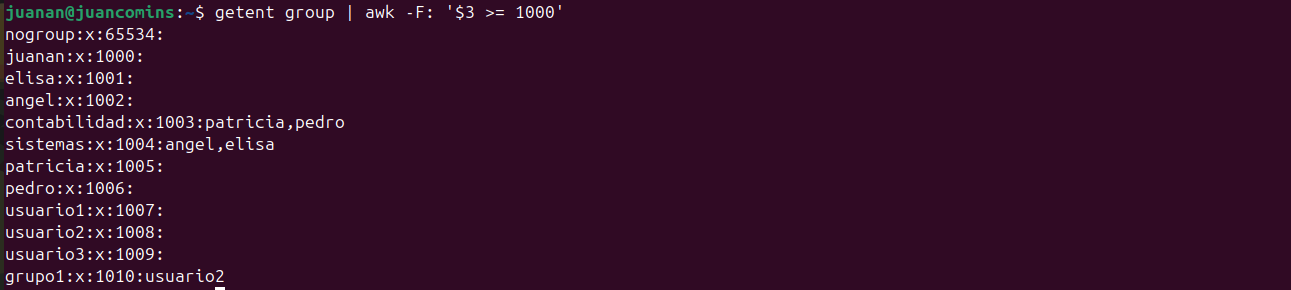 juanan@juancomins:~$ getent group | awk -F: '$3 >= 1000'
nogroup:x:65534:
juanan:x:1000:
elisa:x:1001:
angel:x:1002:
contabilidad:x:1003:patricia,pedro
sistemas:x:1004:angel,elisa
patricia:x:1005:
pedro:x:1006:
usuario1:x:1007:
usuario2:x:1008:
usuario3:x:1009:
grupo1:x:1010:usuario2